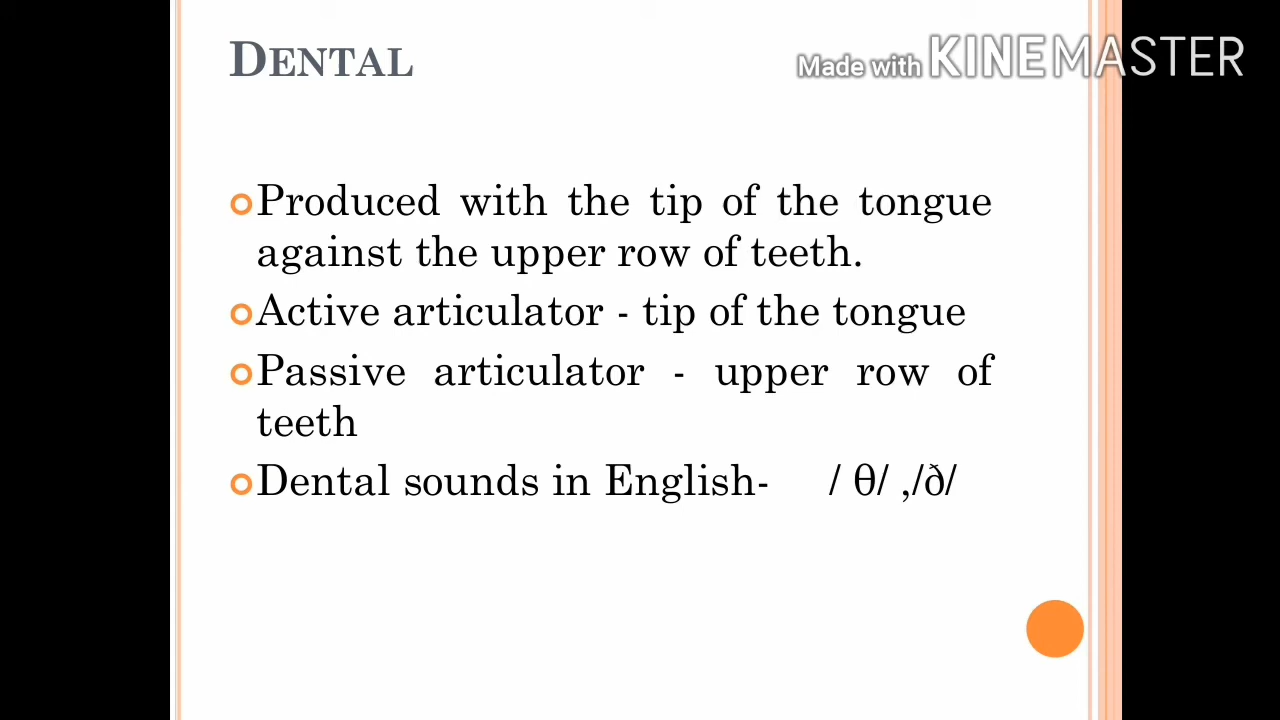 DENTAL
Made with KINEMASTER
Produced with the tip of the tongue
against the upper row of teeth.
Active articulator - tip of the tongue
Passive articulator - upper row of
teeth
Dental sounds in English- / θ/ ,/ð/